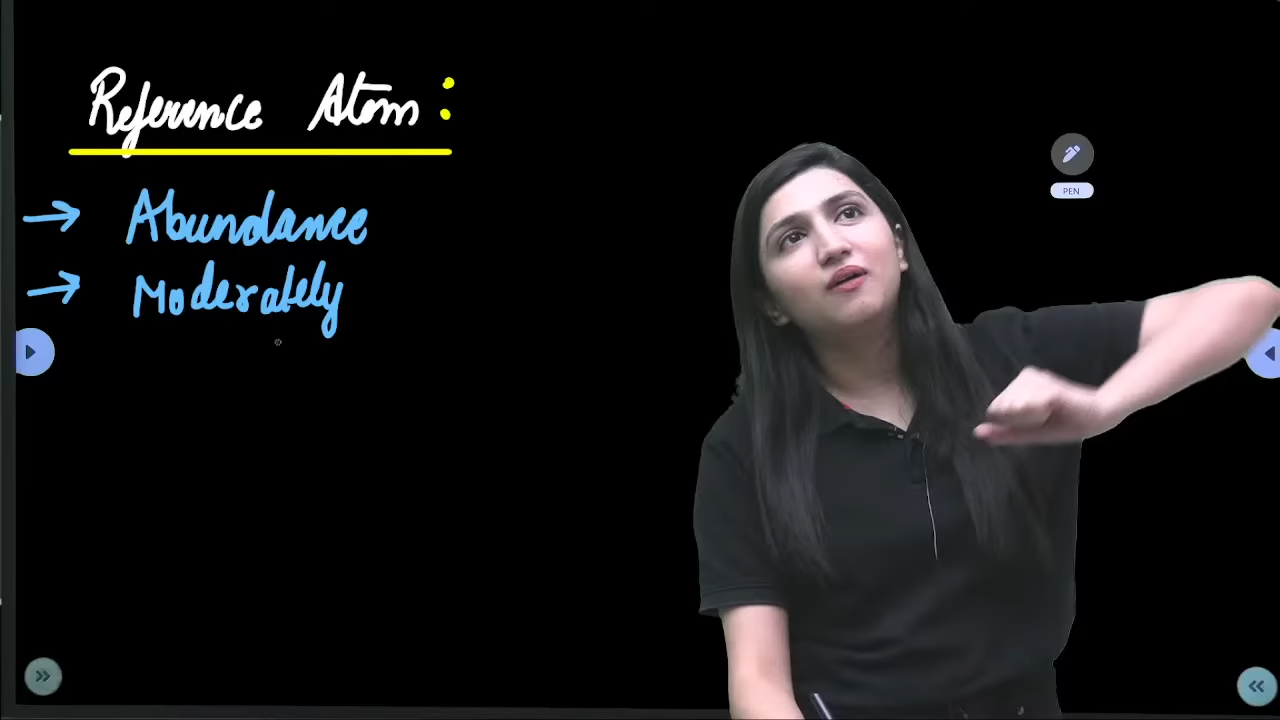 Reference Atom :
→ Abundance
→ Moderately
PEN